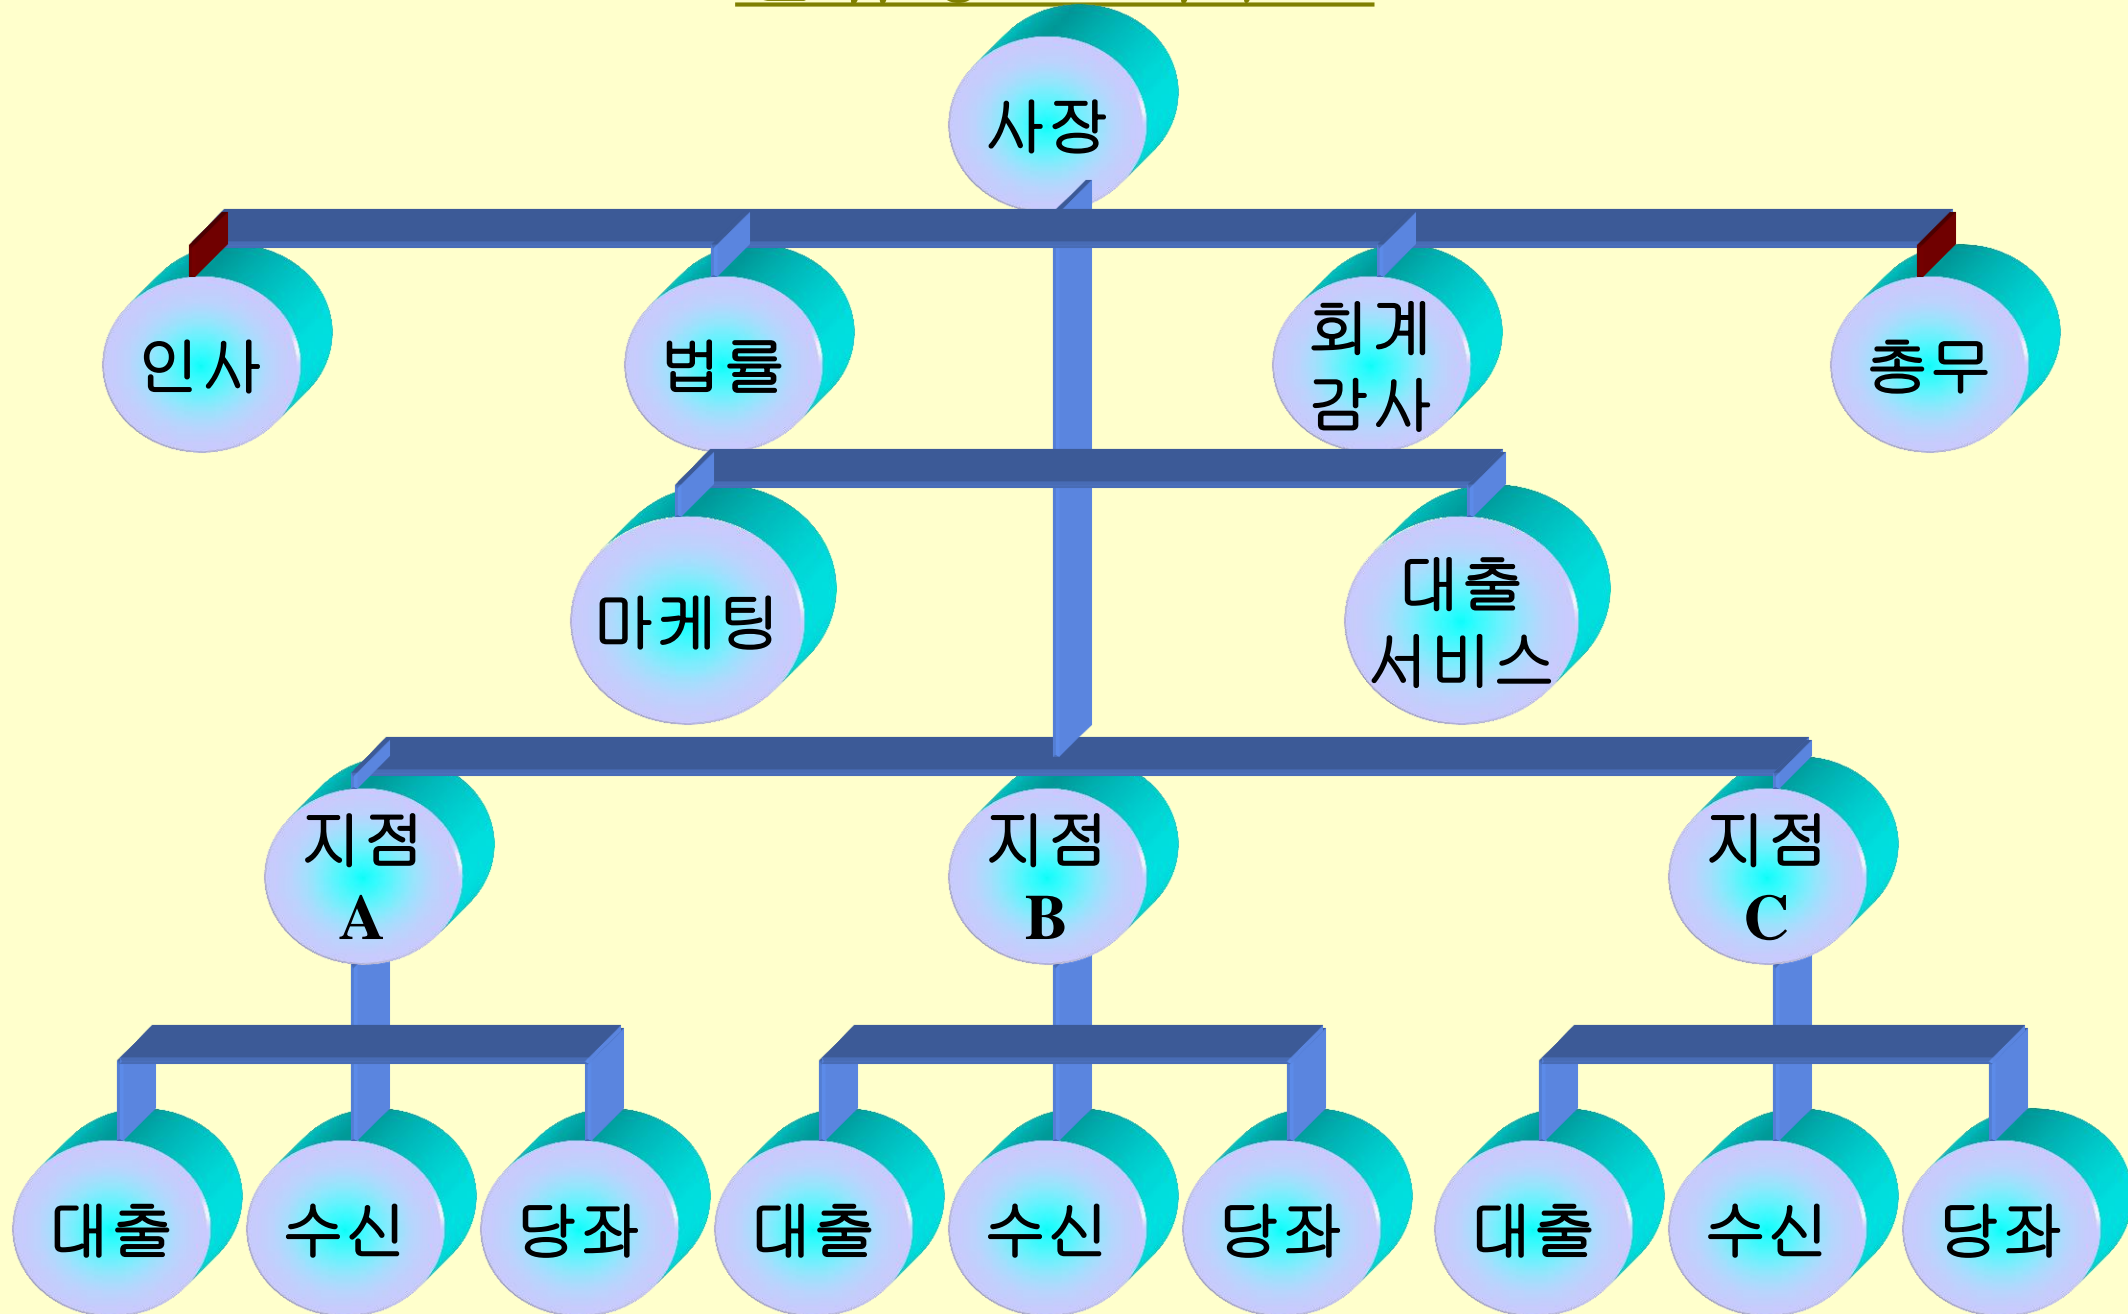 사장
인사
법률
회계
감사
총무
마케팅
대출
서비스
지점
A
지점
B
지점
C
대출
수신
당좌
대출
수신
당좌
대출
수신
당좌